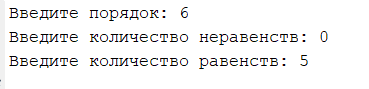 Введите порядок: 6
Введите количество неравенств: 0
Введите количество равенств: 5